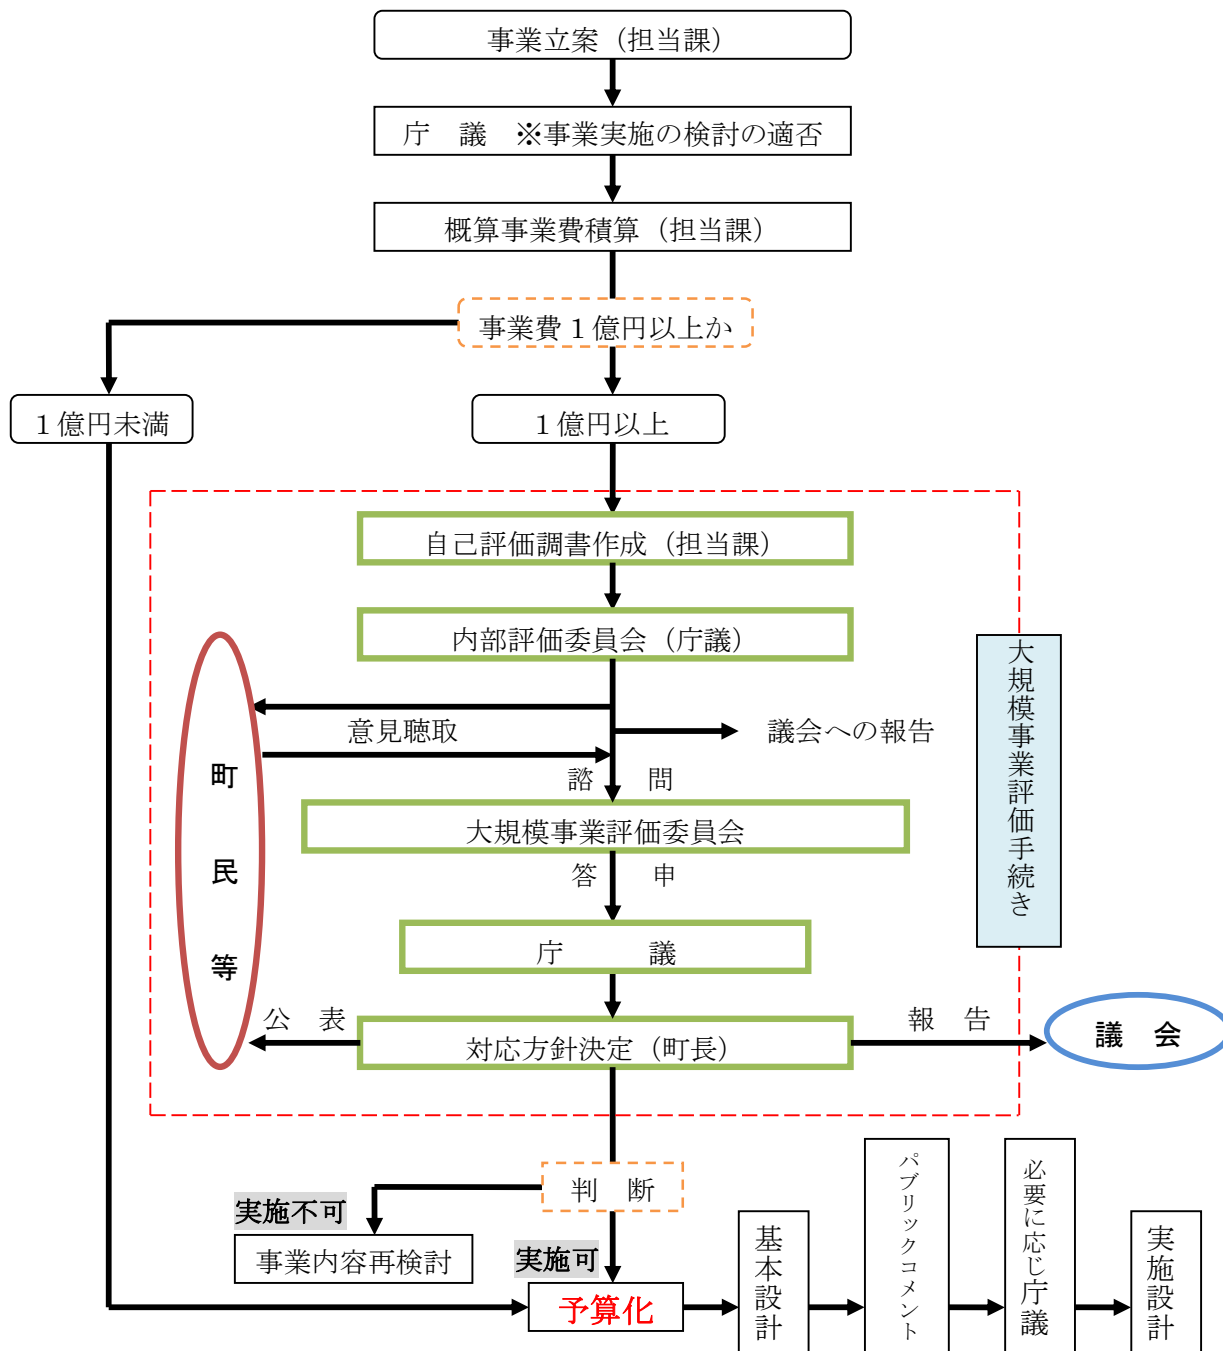 事業立案（担当課）
庁　議　※事業実施の検討の適否
概算事業費積算（担当課）
事業費１億円以上か
１億円未満
１億円以上
自己評価調書作成（担当課）
内部評価委員会（庁議）
意見聴取
議会への報告
諮　問
大規模事業評価委員会
答　申
庁　議
公　表
対応方針決定（町長）
報　告
議　会
町民等
大規模事業評価手続き
判　断
実施不可
事業内容再検討
実施可
予算化
基本設計
パブリックコメント
必要に応じ庁議
実施設計